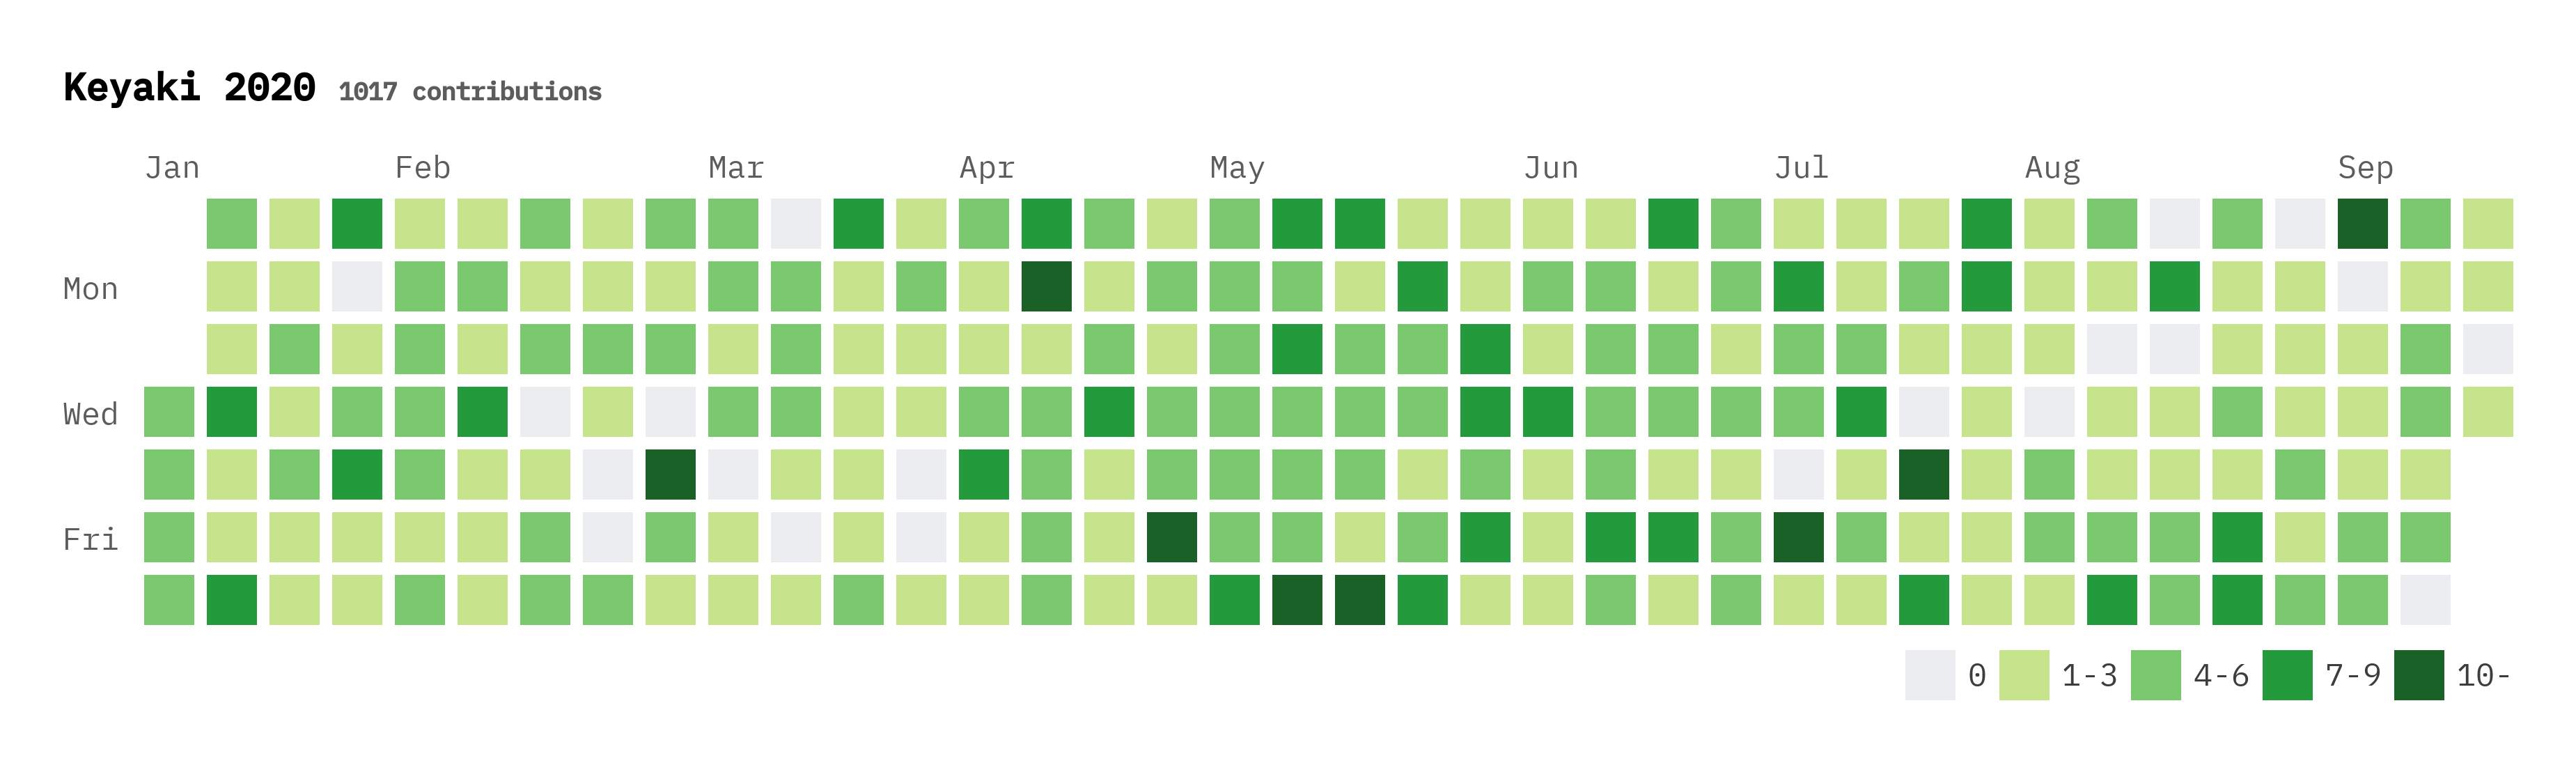 Keyaki 2020 1017 contributions
Jan Feb Mar Apr May Jun Jul Aug Sep
Mon
Wed
Fri
0 1-3 4-6 7-9 10-